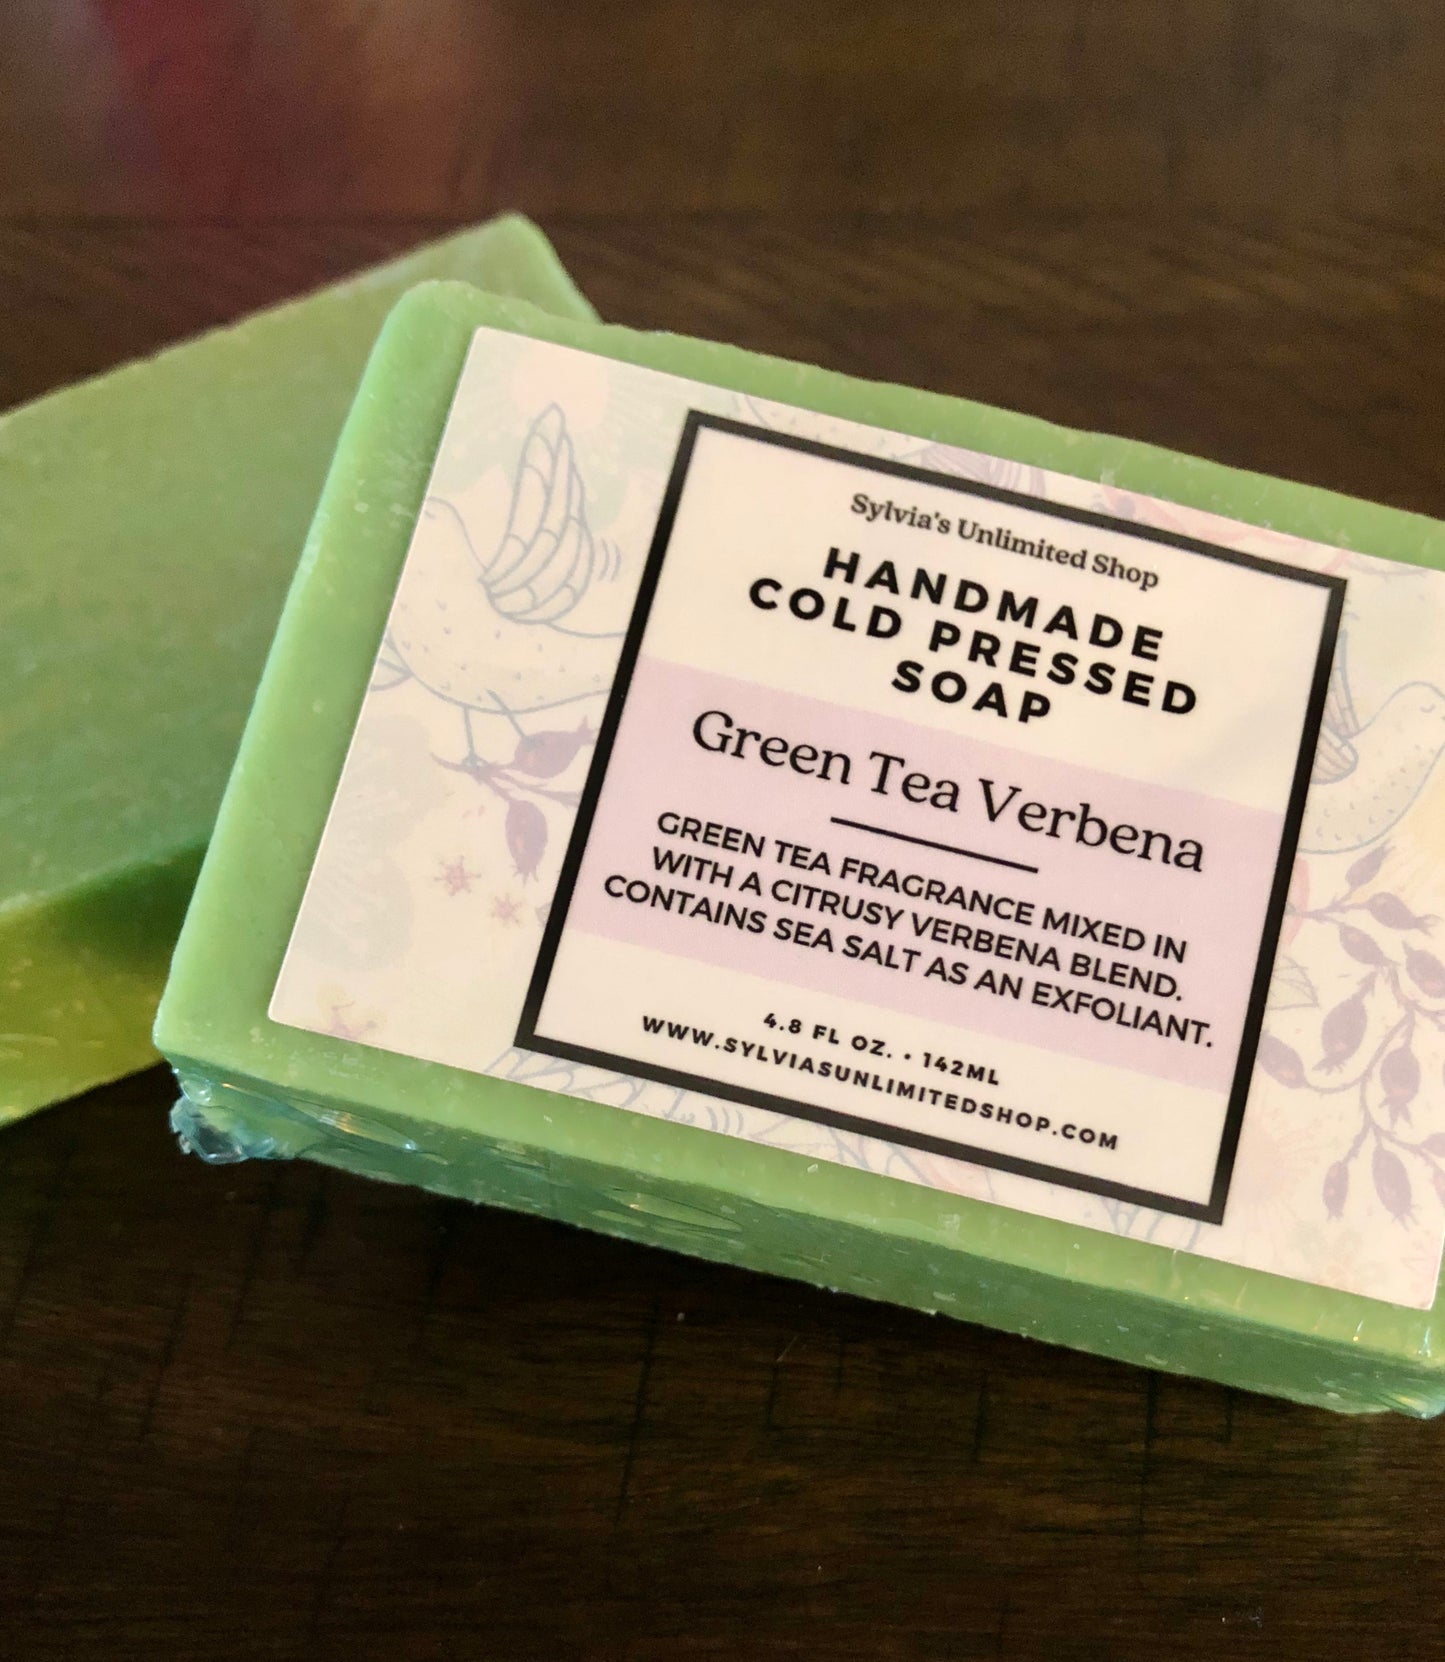 Sylvia's Unlimited Shop
HANDMADE
COLD PRESSED
SOAP
Green Tea Verbena
GREEN TEA FRAGRANCE MIXED IN
WITH A CITRUSY VERBENA BLEND.
CONTAINS SEA SALT AS AN EXFOLIANT.
4.8 FL OZ. • 142ML
WWW.SYLVIASUNLIMITEDSHOP.COM